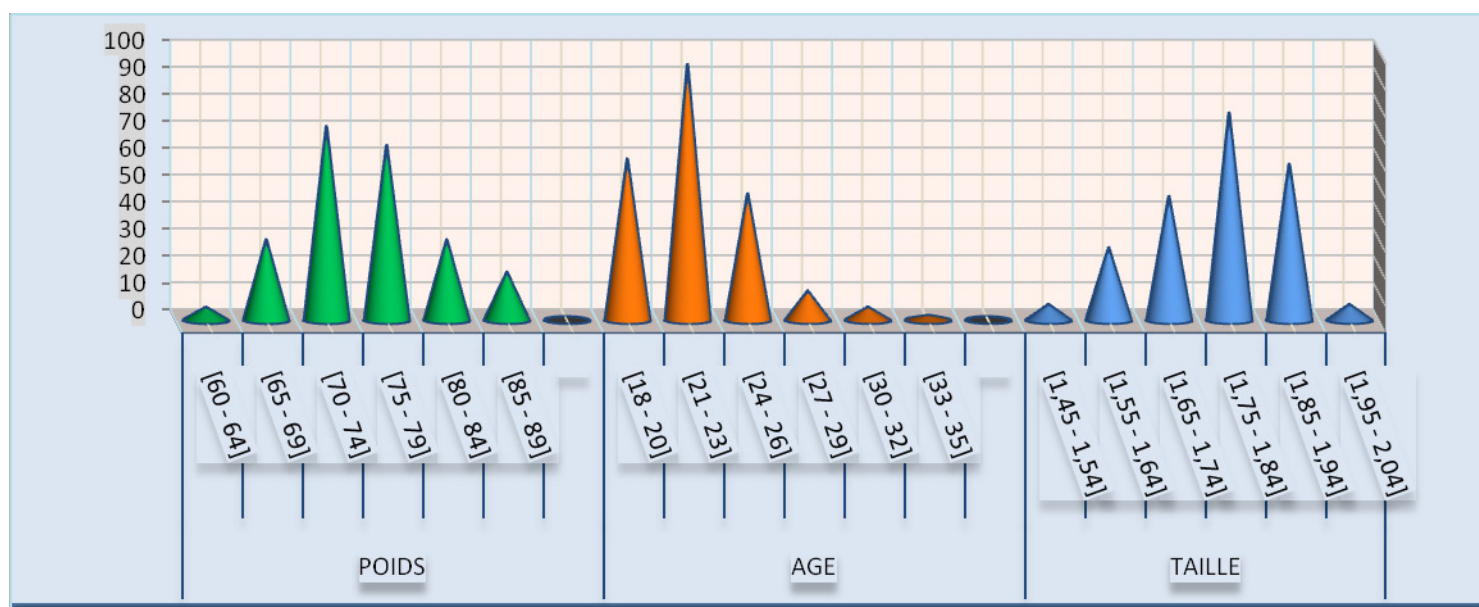 100
90
80
70
60
50
40
30
20
10
0
[60 - 64]
[65 - 69]
[70 - 74]
[75 - 79]
[80 - 84]
[85 - 89]
[18 - 20]
[21 - 23]
[24 - 26]
[27 - 29]
[30 - 32]
[33 - 35]
[1,45 - 1,54]
[1,55 - 1,64]
[1,65 - 1,74]
[1,75 - 1,84]
[1,85 - 1,94]
[1,95 - 2,04]
POIDS
AGE
TAILLE